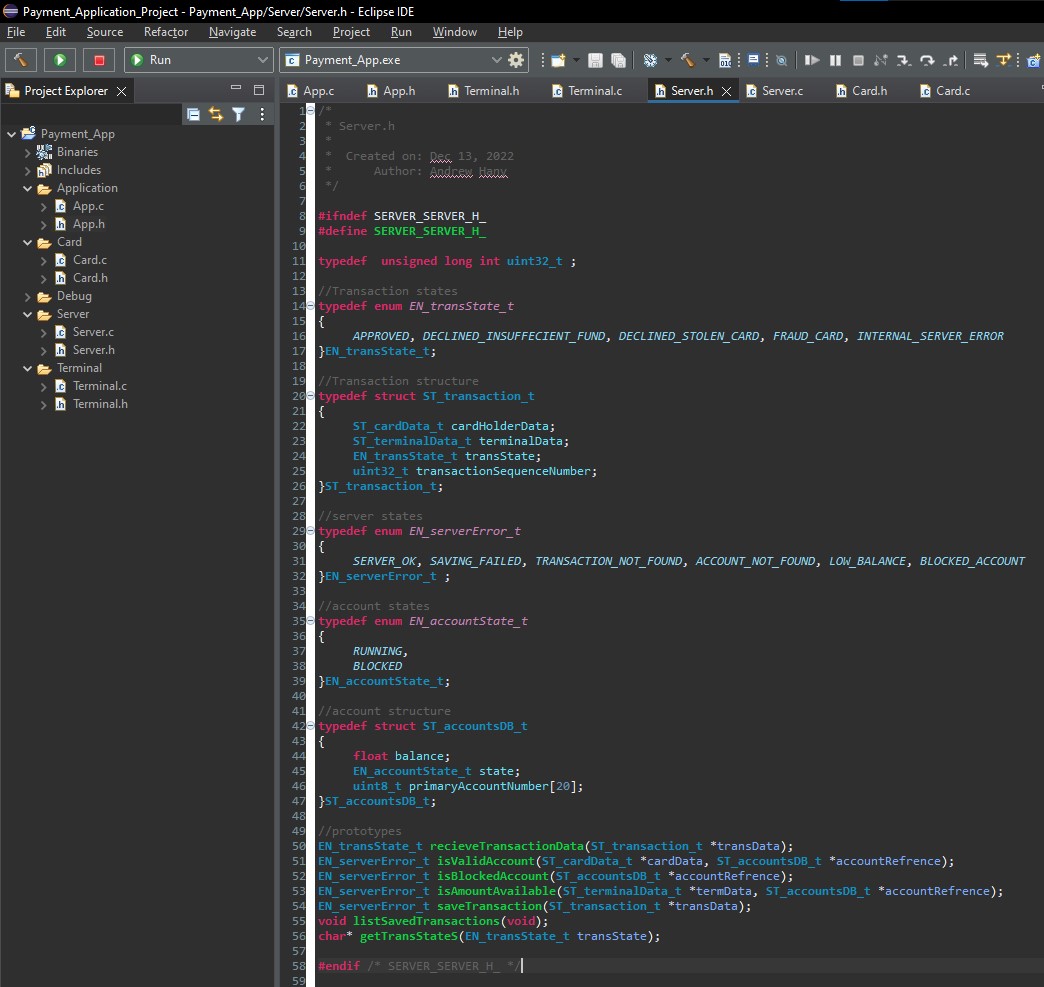 Payment_Application_Project - Payment_App/Server/Server.h - Eclipse IDE
File Edit Source Refactor Navigate Search Project Run Window Help
Run
Payment_App.exe
Project Explorer
App.c App.h Terminal.h Terminal.c Server.h Server.c Card.h Card.c
Payment_App
Binaries
Includes
Application
App.c
App.h
Card
Card.c
Card.h
Debug
Server
Server.c
Server.h
Terminal
Terminal.c
Terminal.h
1 /*
2 * Server.h
3 *
4 * Created on: Dec 13, 2022
5 * Author: Andrew Hany
6 */
7
8 #ifndef SERVER_SERVER_H_
9 #define SERVER_SERVER_H_
10
11 typedef  unsigned long int uint32_t ;
12
13 //Transaction states
14 typedef enum EN_transState_t
15 {
16 APPROVED, DECLINED_INSUFFECIENT_FUND, DECLINED_STOLEN_CARD, FRAUD_CARD, INTERNAL_SERVER_ERROR
17 }EN_transState_t;
18
19 //Transaction structure
20 typedef struct ST_transaction_t
21 {
22 ST_cardData_t cardHolderData;
23 ST_terminalData_t terminalData;
24 EN_transState_t transState;
25 uint32_t transactionSequenceNumber;
26 }ST_transaction_t;
27
28 //server states
29 typedef enum EN_serverError_t
30 {
31 SERVER_OK, SAVING_FAILED, TRANSACTION_NOT_FOUND, ACCOUNT_NOT_FOUND, LOW_BALANCE, BLOCKED_ACCOUNT
32 }EN_serverError_t ;
33
34 //account states
35 typedef enum EN_accountState_t
36 {
37 RUNNING,
38 BLOCKED
39 }EN_accountState_t;
40
41 //account structure
42 typedef struct ST_accountsDB_t
43 {
44 float balance;
45 EN_accountState_t state;
46 uint8_t primaryAccountNumber[20];
47 }ST_accountsDB_t;
48
49 //prototypes
50 EN_transState_t recieveTransactionData(ST_transaction_t *transData);
51 EN_serverError_t isValidAccount(ST_cardData_t *cardData, ST_accountsDB_t *accountRefrence);
52 EN_serverError_t isBlockedAccount(ST_accountsDB_t *accountRefrence);
53 EN_serverError_t isAmountAvailable(ST_terminalData_t *termData, ST_accountsDB_t *accountRefrence);
54 EN_serverError_t saveTransaction(ST_transaction_t *transData);
55 void listSavedTransactions(void);
56 char* getTransStateS(EN_transState_t transState);
57
58 #endif /* SERVER_SERVER_H_ */
59